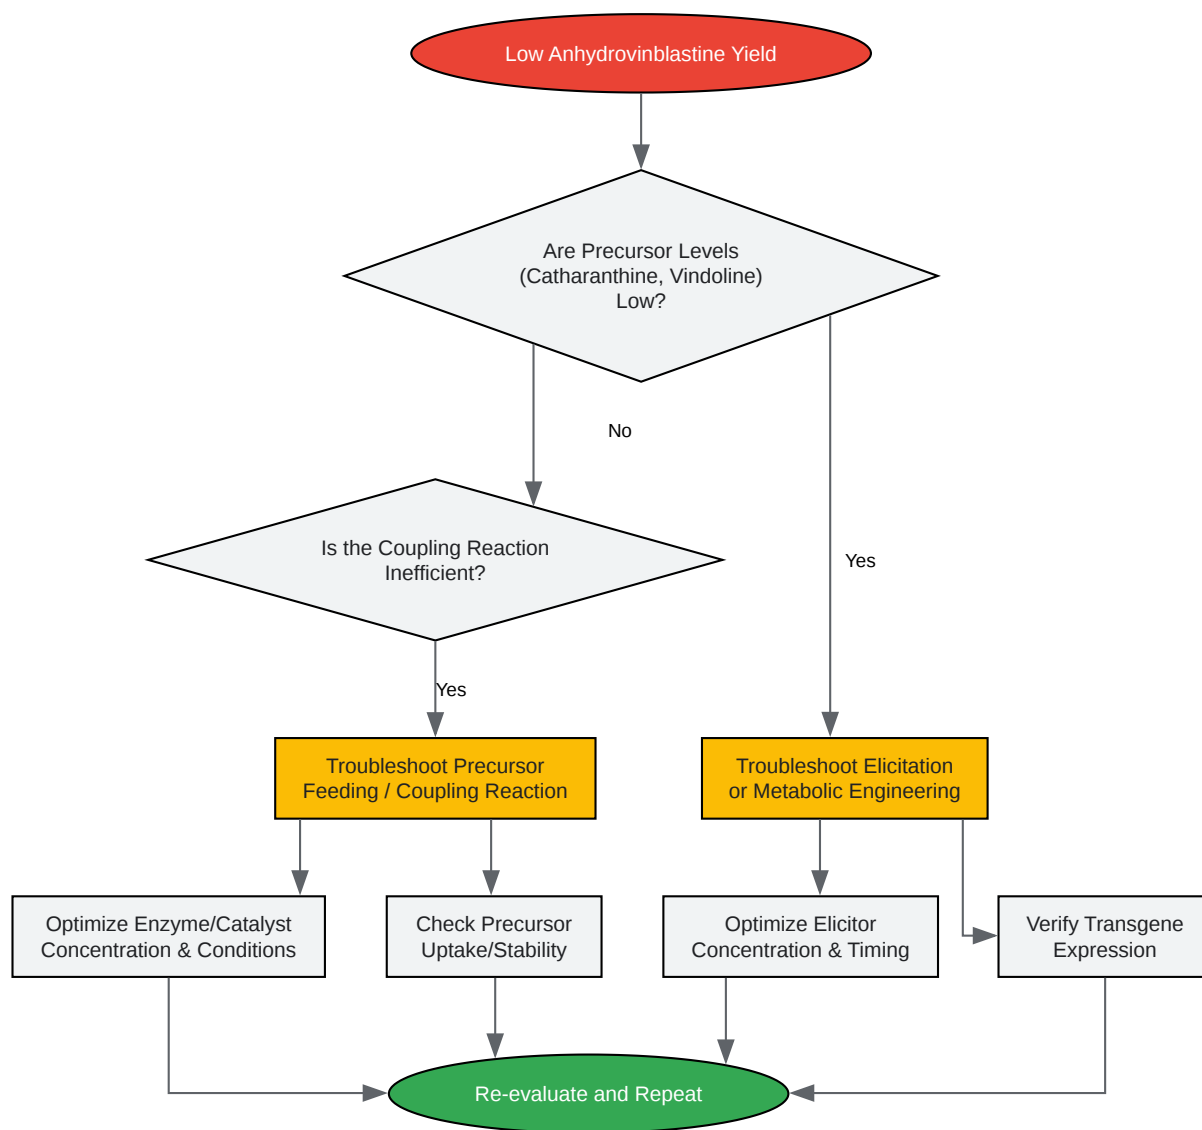 Low Anhydrovinblastine Yield
Are Precursor Levels
(Catharanthine, Vindoline)
Low?
No
Is the Coupling Reaction
Inefficient?
Yes
Yes
Troubleshoot Precursor
Feeding / Coupling Reaction
Troubleshoot Elicitation
or Metabolic Engineering
Optimize Enzyme/Catalyst
Concentration & Conditions
Check Precursor
Uptake/Stability
Optimize Elicitor
Concentration & Timing
Verify Transgene
Expression
Re-evaluate and Repeat